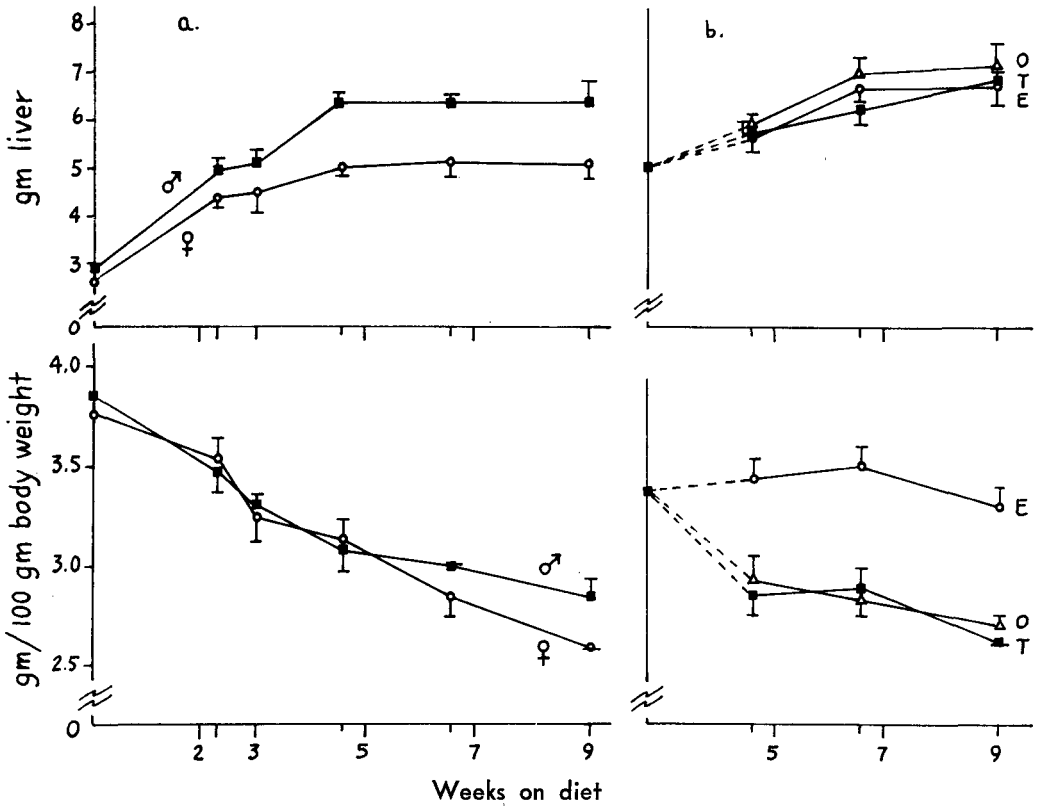 a.
b.
8
7
6
5
4
3
0
gm liver
♂
♀
O
T
E
4.0
3.5
3.0
2.5
0
gm/100 gm body weight
♂
♀
E
O
T
2 3 5 7 9
5 7 9
Weeks on diet